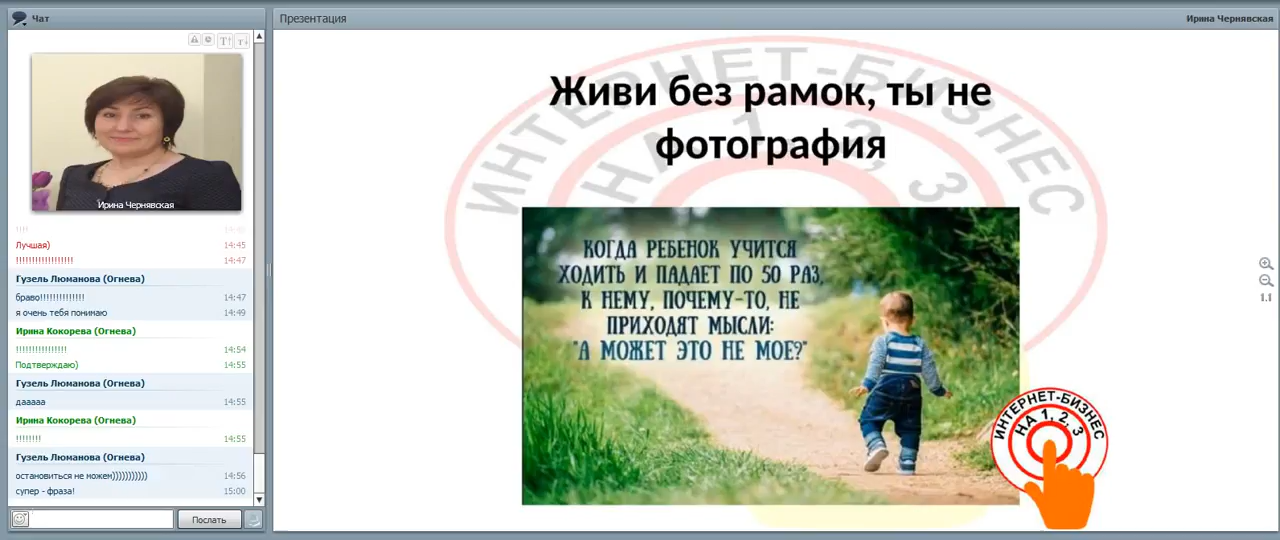 Чат
Презентация
Ирина Чернявская
Ирина Чернявская
!!!!
Лучшая)
14:45
!!!!!!!!!!!!!!!!!!
14:47
Гузель Люманова (Огнева)
браво!!!!!!!!!!!!!!
14:47
я очень тебя понимаю
14:49
Ирина Кокорева (Огнева)
!!!!!!!!!!!!!!!!
14:54
Подтверждаю)
14:55
Гузель Люманова (Огнева)
дааааа
14:55
Ирина Кокорева (Огнева)
!!!!!!!!
14:55
Гузель Люманова (Огнева)
остановиться не можем)))))))))))
14:56
супер - фраза!
15:00
Послать
ИНТЕРНЕТ-БИЗНЕС
НА 1, 2, 3
Живи без рамок, ты не
фотография
КОГДА РЕБЕНОК УЧИТСЯ
ХОДИТЬ И ПАДАЕТ ПО 50 РАЗ,
К НЕМУ, ПОЧЕМУ-ТО, НЕ
ПРИХОДЯТ МЫСЛИ:
"А МОЖЕТ ЭТО НЕ МОЕ?"
ИНТЕРНЕТ-БИЗНЕС
НА 1, 2, 3
1.1